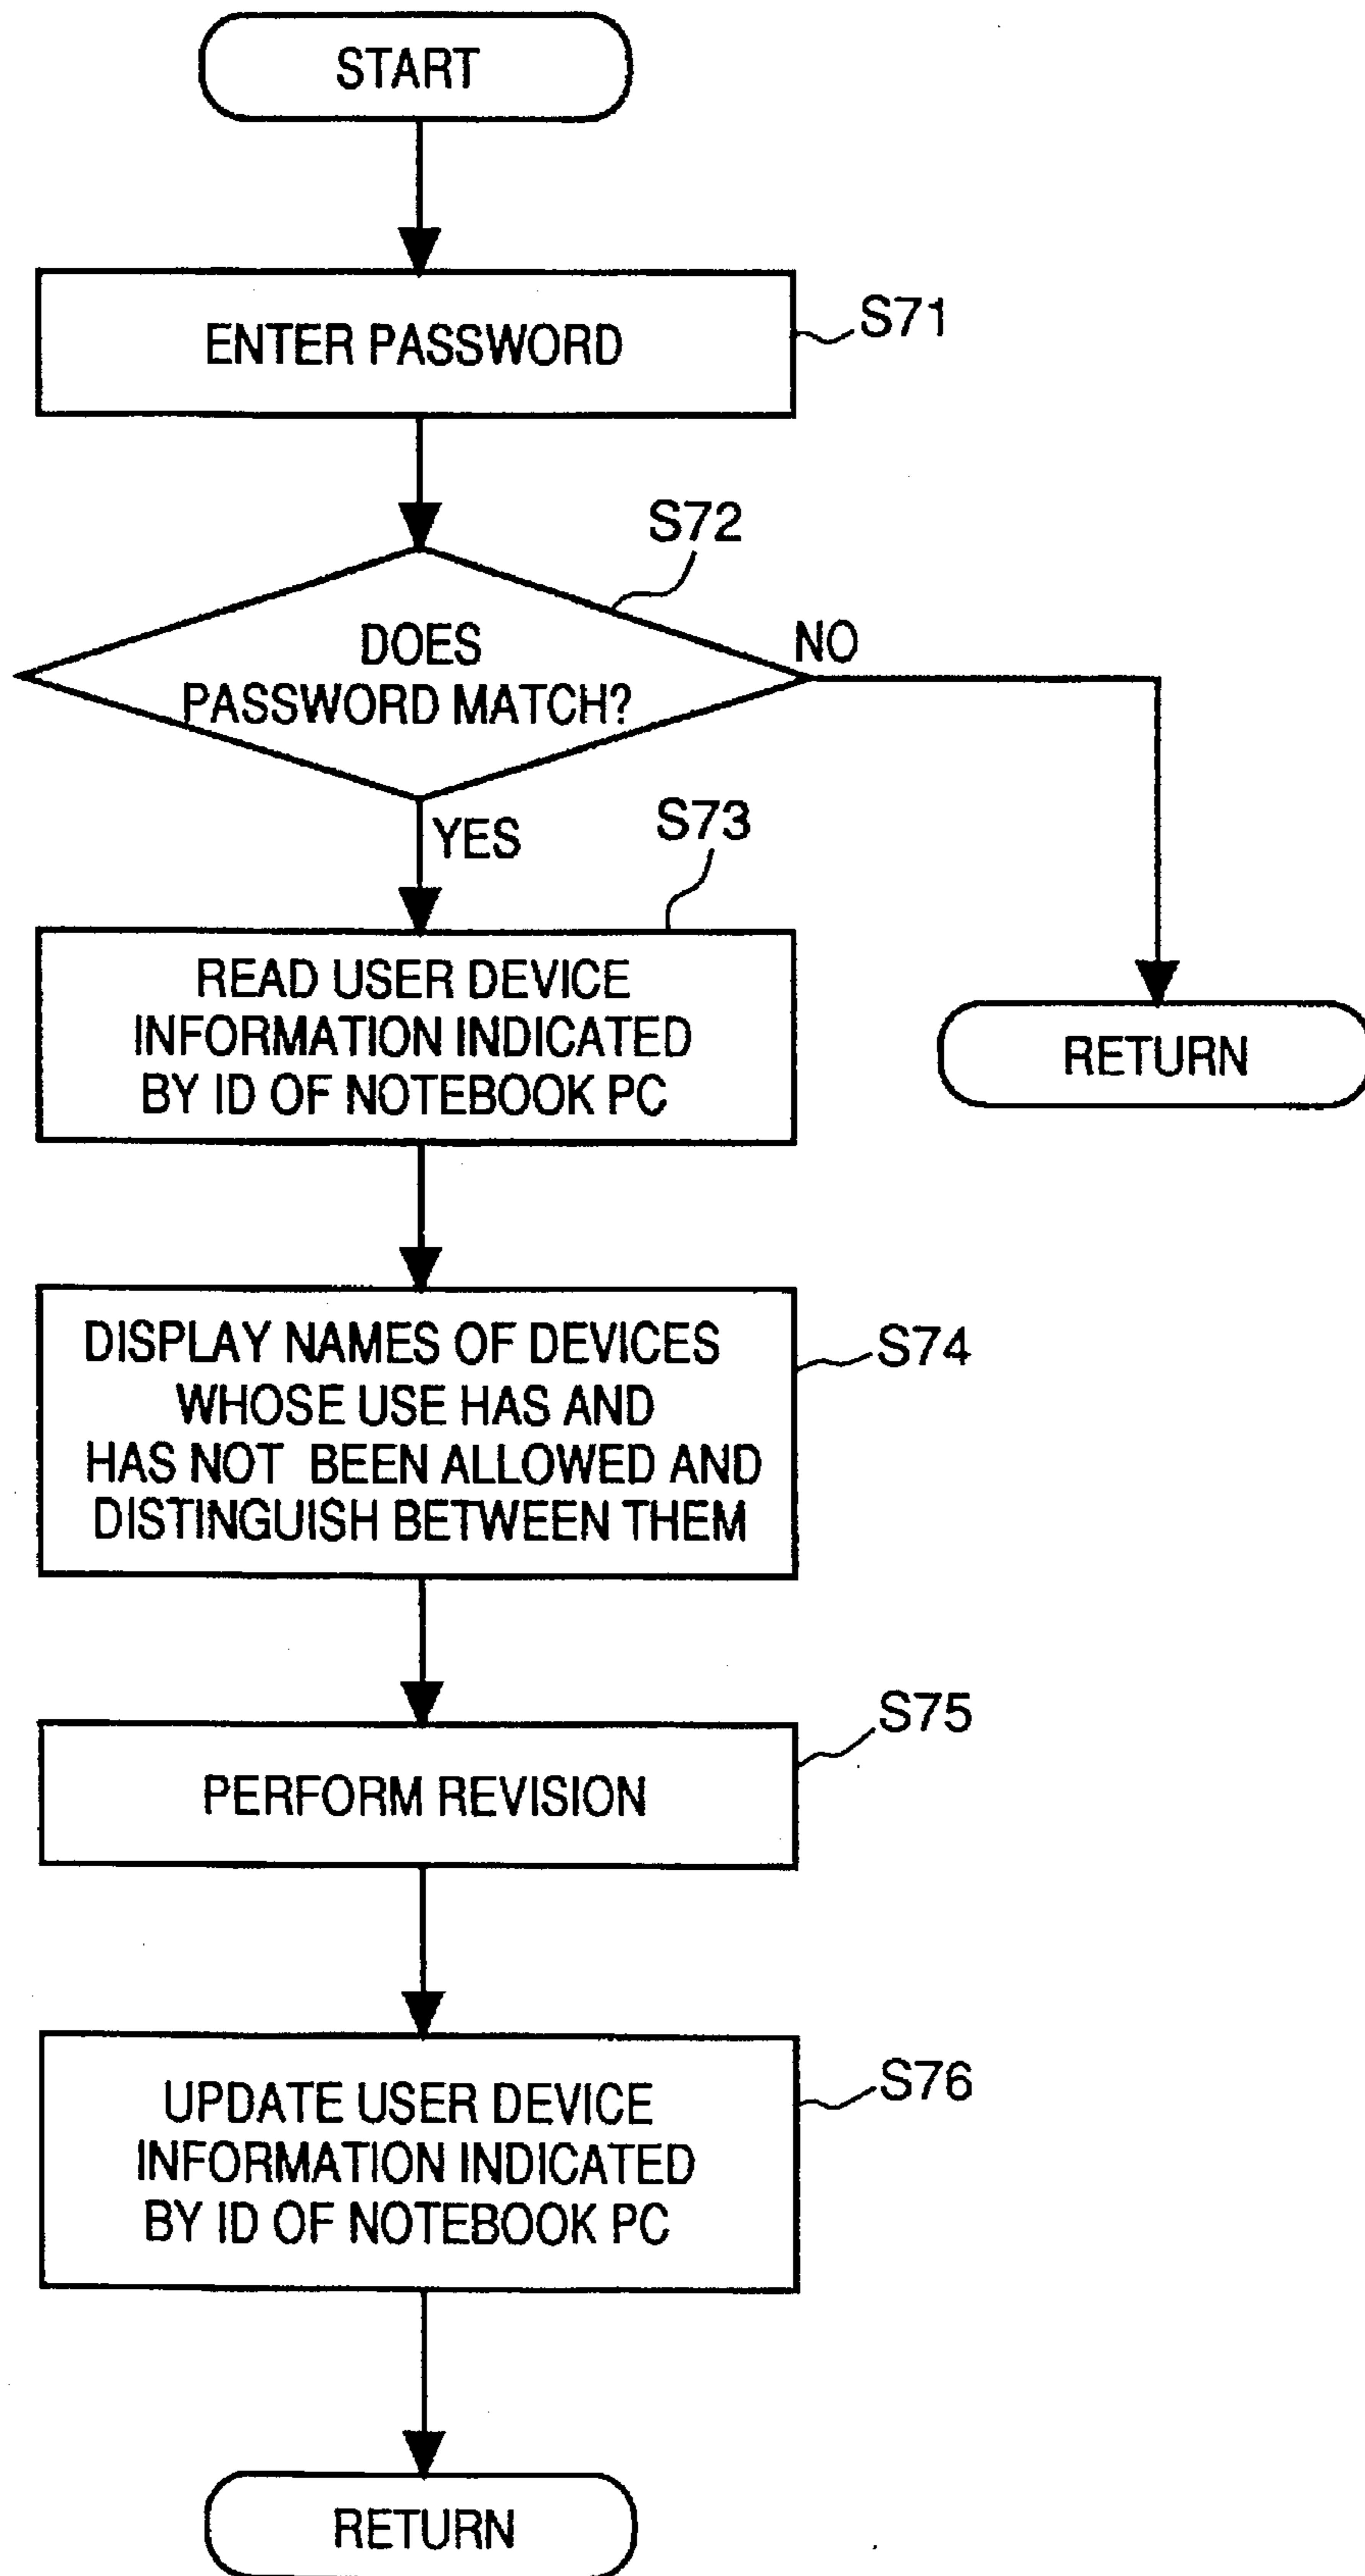 START
ENTER PASSWORD
S71
S72
DOES
PASSWORD MATCH?
NO
YES
S73
READ USER DEVICE
INFORMATION INDICATED
BY ID OF NOTEBOOK PC
RETURN
DISPLAY NAMES OF DEVICES
WHOSE USE HAS AND
HAS NOT BEEN ALLOWED AND
DISTINGUISH BETWEEN THEM
S74
S75
PERFORM REVISION
S76
UPDATE USER DEVICE
INFORMATION INDICATED
BY ID OF NOTEBOOK PC
RETURN